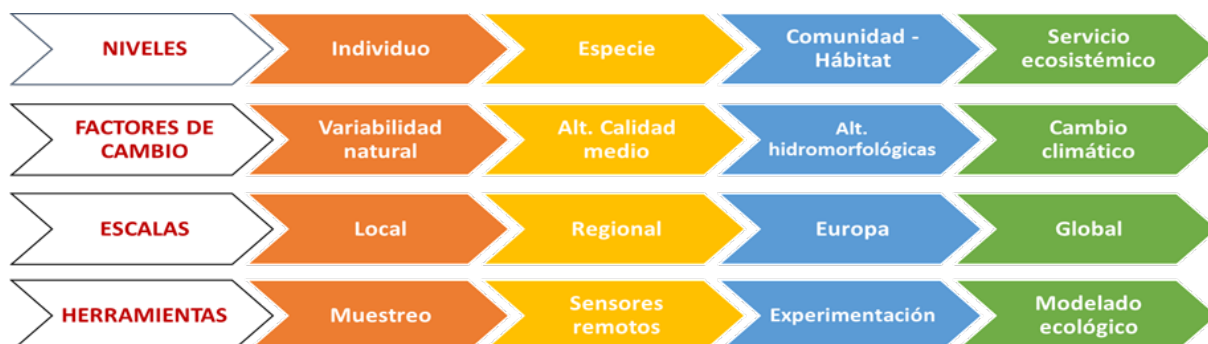 NIVELES
Individuo
Especie
Comunidad -
Hábitat
Servicio
ecosistémico
FACTORES DE
CAMBIO
Variabilidad
natural
Alt. Calidad
medio
Alt.
hidromorfológicas
Cambio
climático
ESCALAS
Local
Regional
Europa
Global
HERRAMIENTAS
Muestreo
Sensores
remotos
Experimentación
Modelado
ecológico